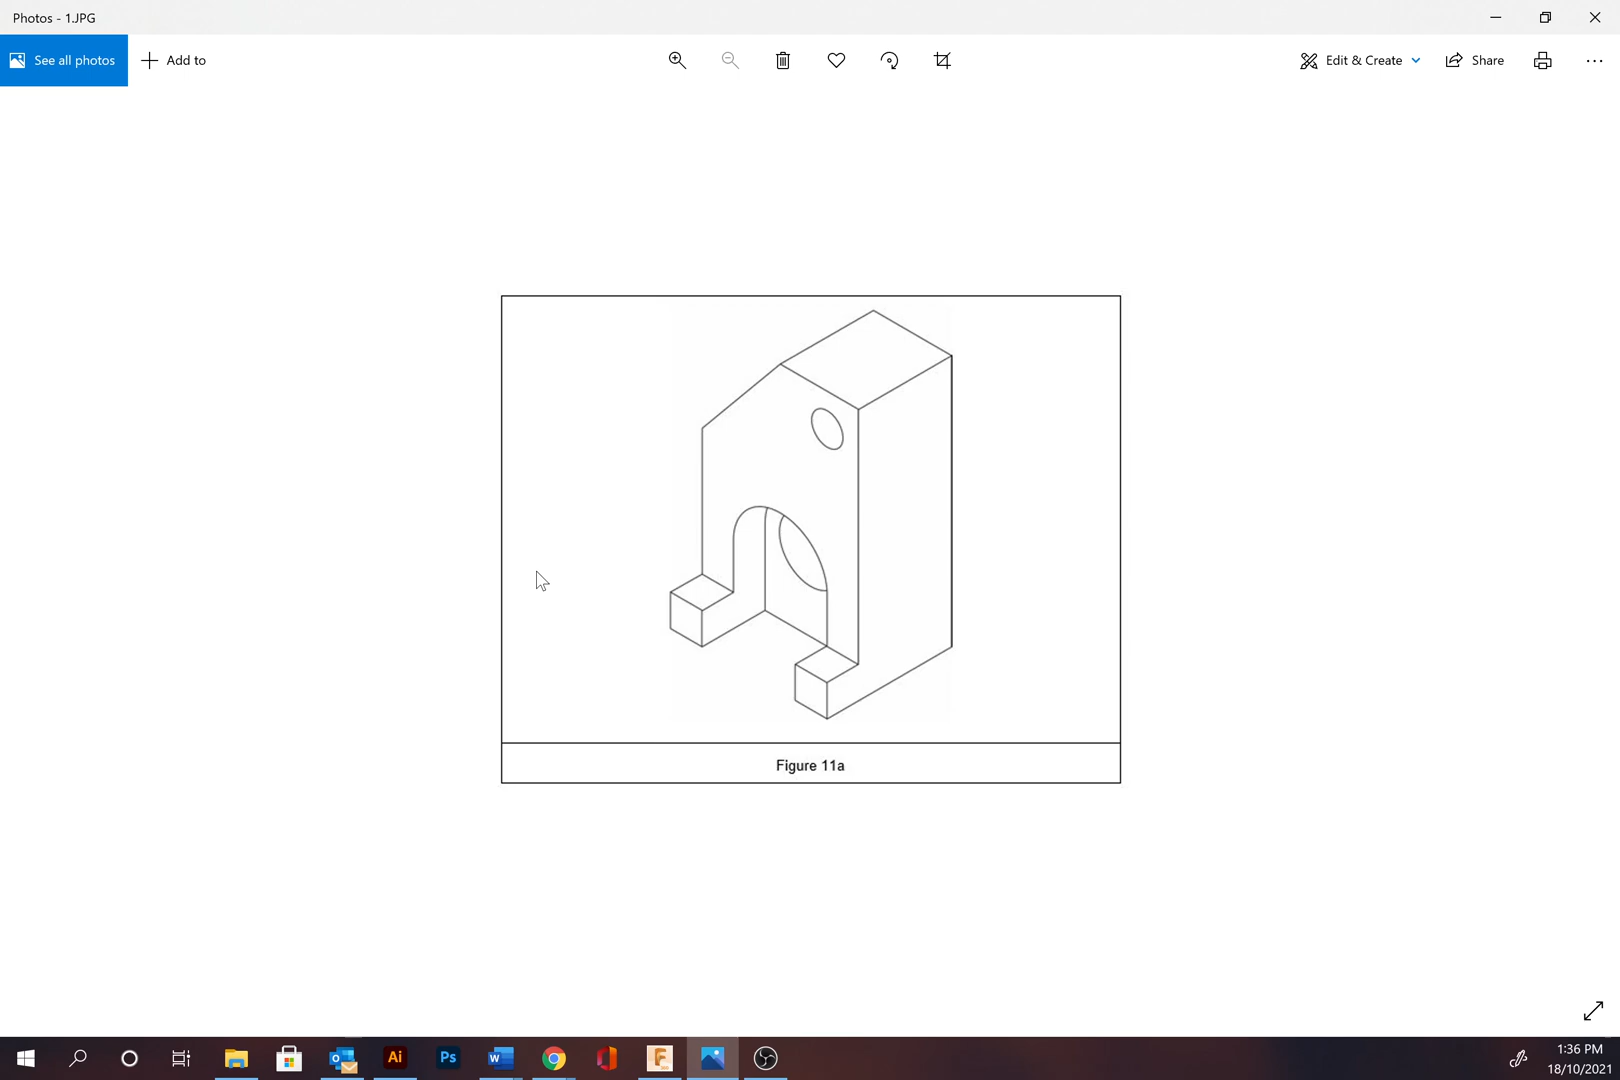 Photos - 1.JPG
See all photos
Add to
Edit & Create
Share
Figure 11a
Ai
Ps
W
F
1:36 PM
18/10/2021